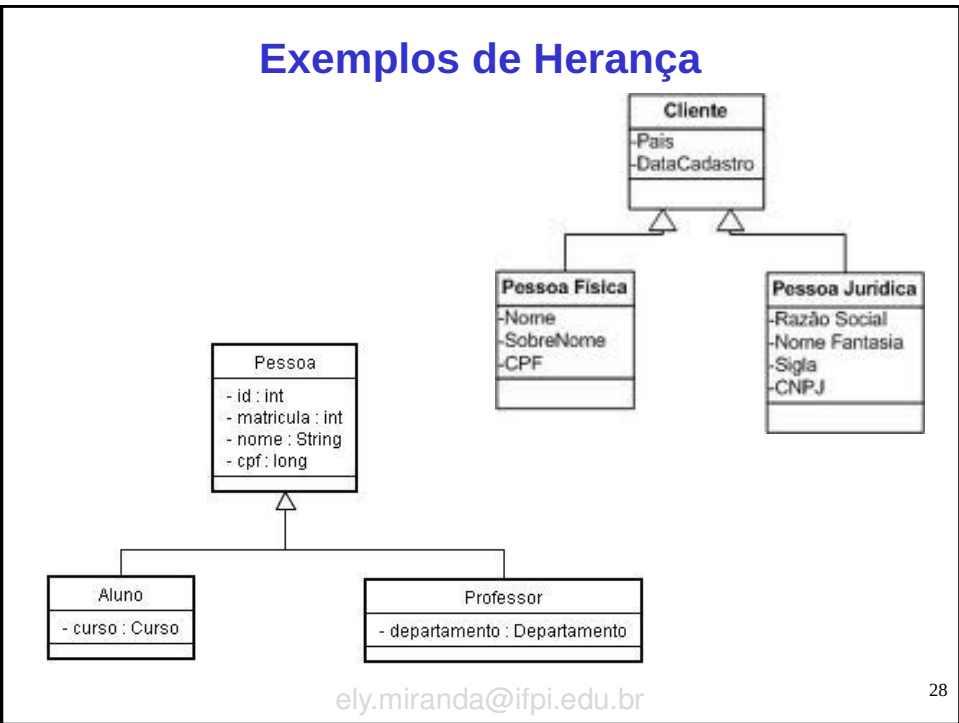 Exemplos de Herança
Cliente
-Pais
-DataCadastro
Pessoa Física
-Nome
-SobreNome
-CPF
Pessoa Jurídica
-Razão Social
-Nome Fantasia
-Sigla
-CNPJ
Pessoa
- id : int
- matricula : int
- nome : String
- cpf : long
Aluno
- curso : Curso
Professor
- departamento : Departamento
ely.miranda@ifpi.edu.br
28